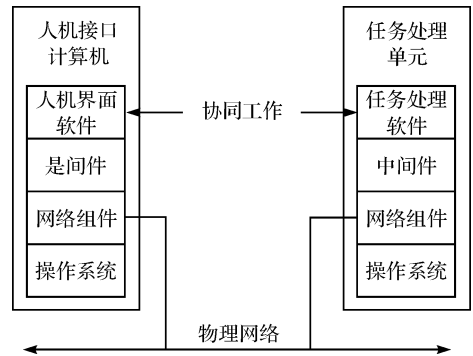 人机接口
计算机
人机界面
软件
是间件
网络组件
操作系统
协同工作
任务处理
单元
任务处理
软件
中间件
网络组件
操作系统
物理网络